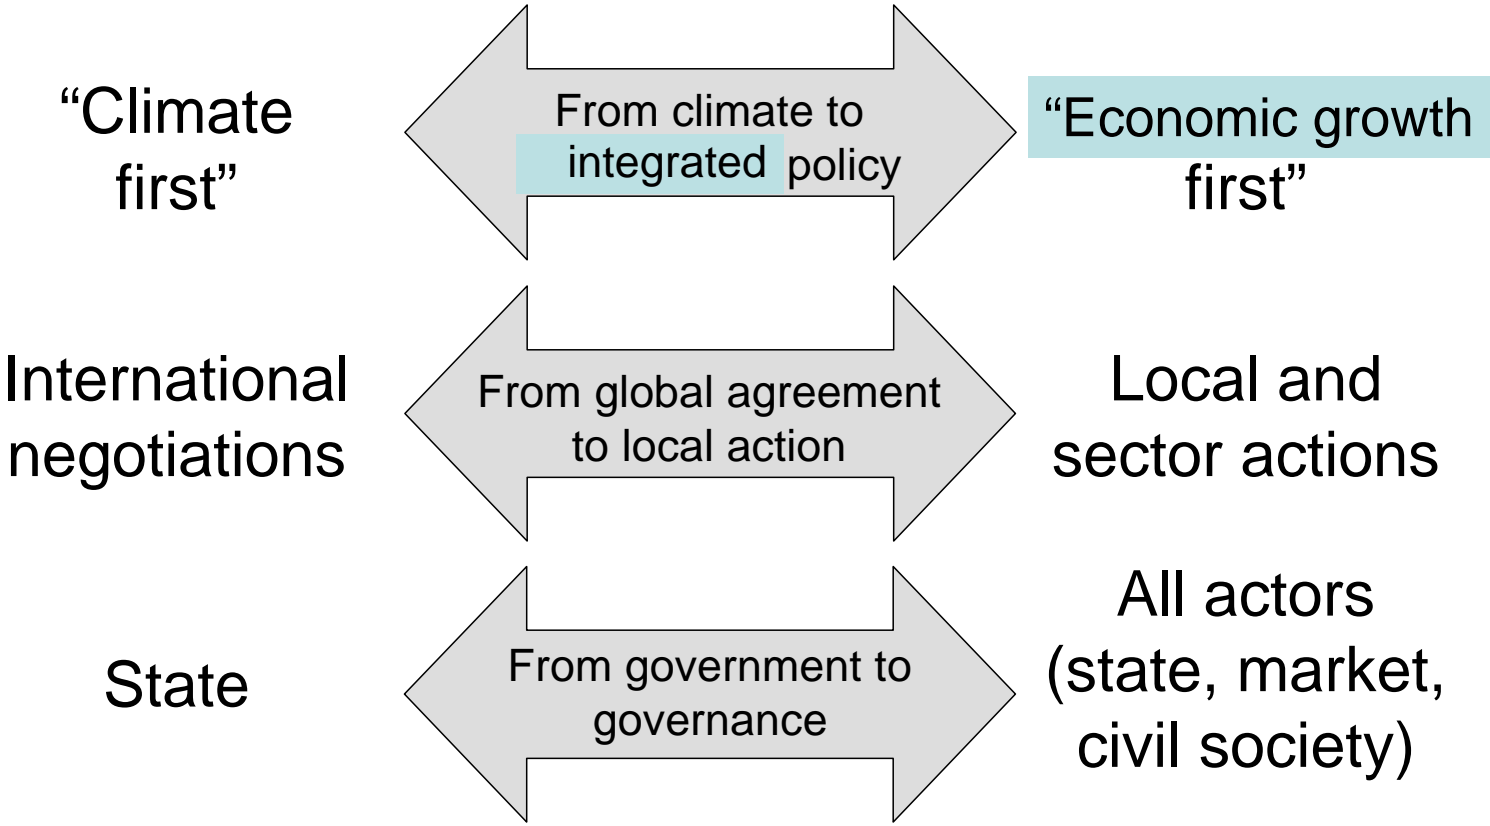 “Climate
first”
From climate to
integrated policy
“Economic growth
first”
International
negotiations
From global agreement
to local action
Local and
sector actions
State
From government to
governance
All actors
(state, market,
civil society)